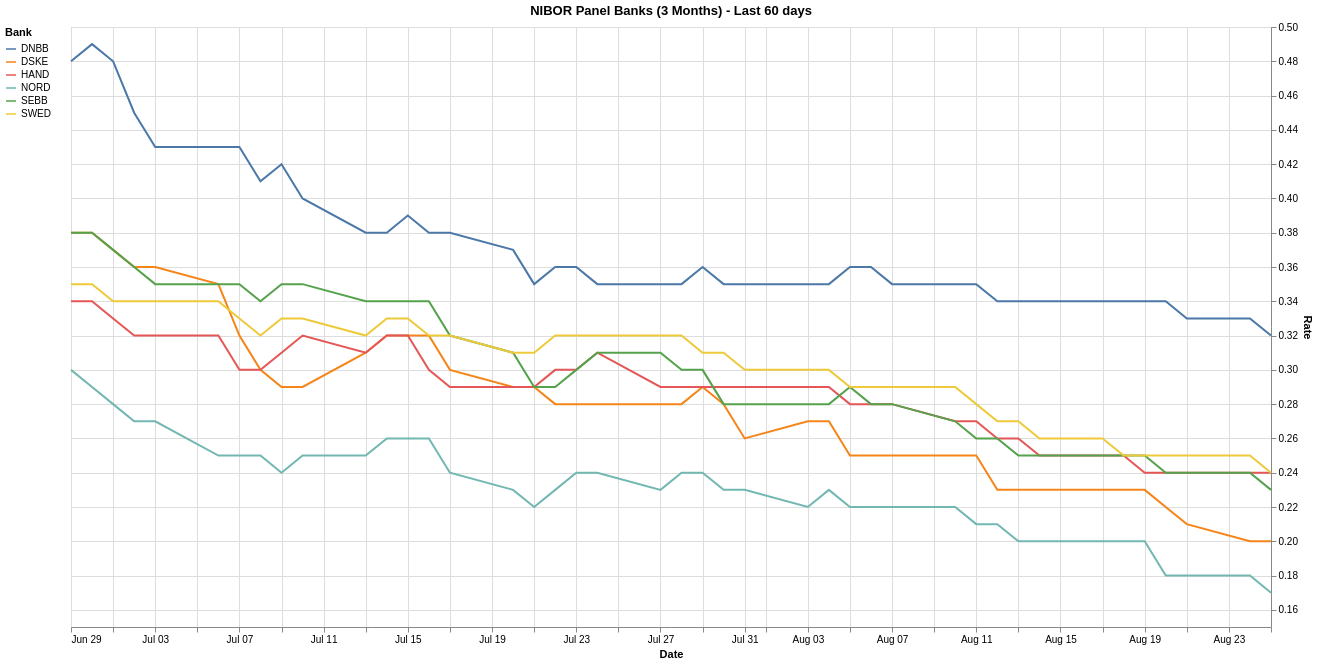 NIBOR Panel Banks (3 Months) - Last 60 days
Bank
DNBB
DSKE
HAND
NORD
SEBB
SWED
0.50
0.48
0.46
0.44
0.42
0.40
0.38
0.36
0.34
0.32
0.30
0.28
0.26
0.24
0.22
0.20
0.18
0.16
Rate
Jun 29 Jul 03 Jul 07 Jul 11 Jul 15 Jul 19 Jul 23 Jul 27 Jul 31 Aug 03 Aug 07 Aug 11 Aug 15 Aug 19 Aug 23
Date